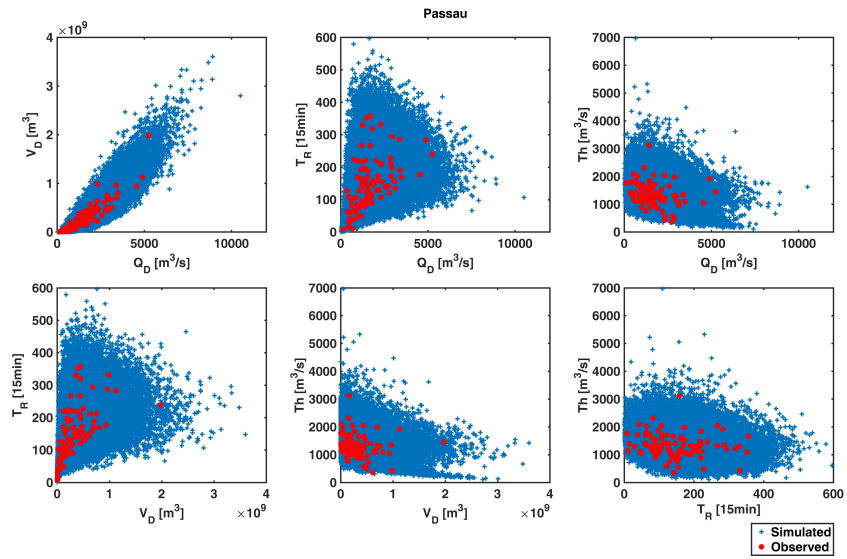 Passau
×10⁹
4
3
2
1
0
V_D [m³]
0 5000 10000
Q_D [m³/s]
600
500
400
300
200
100
0
T_R [15min]
0 5000 10000
Q_D [m³/s]
7000
6000
5000
4000
3000
2000
1000
0
Th [m³/s]
0 5000 10000
Q_D [m³/s]
600
500
400
300
200
100
0
T_R [15min]
0 1 2 3 4
V_D [m³]
×10⁹
7000
6000
5000
4000
3000
2000
1000
0
Th [m³/s]
0 1 2 3 4
V_D [m³]
×10⁹
7000
6000
5000
4000
3000
2000
1000
0
Th [m³/s]
0 200 400 600
T_R [15min]
Simulated
Observed